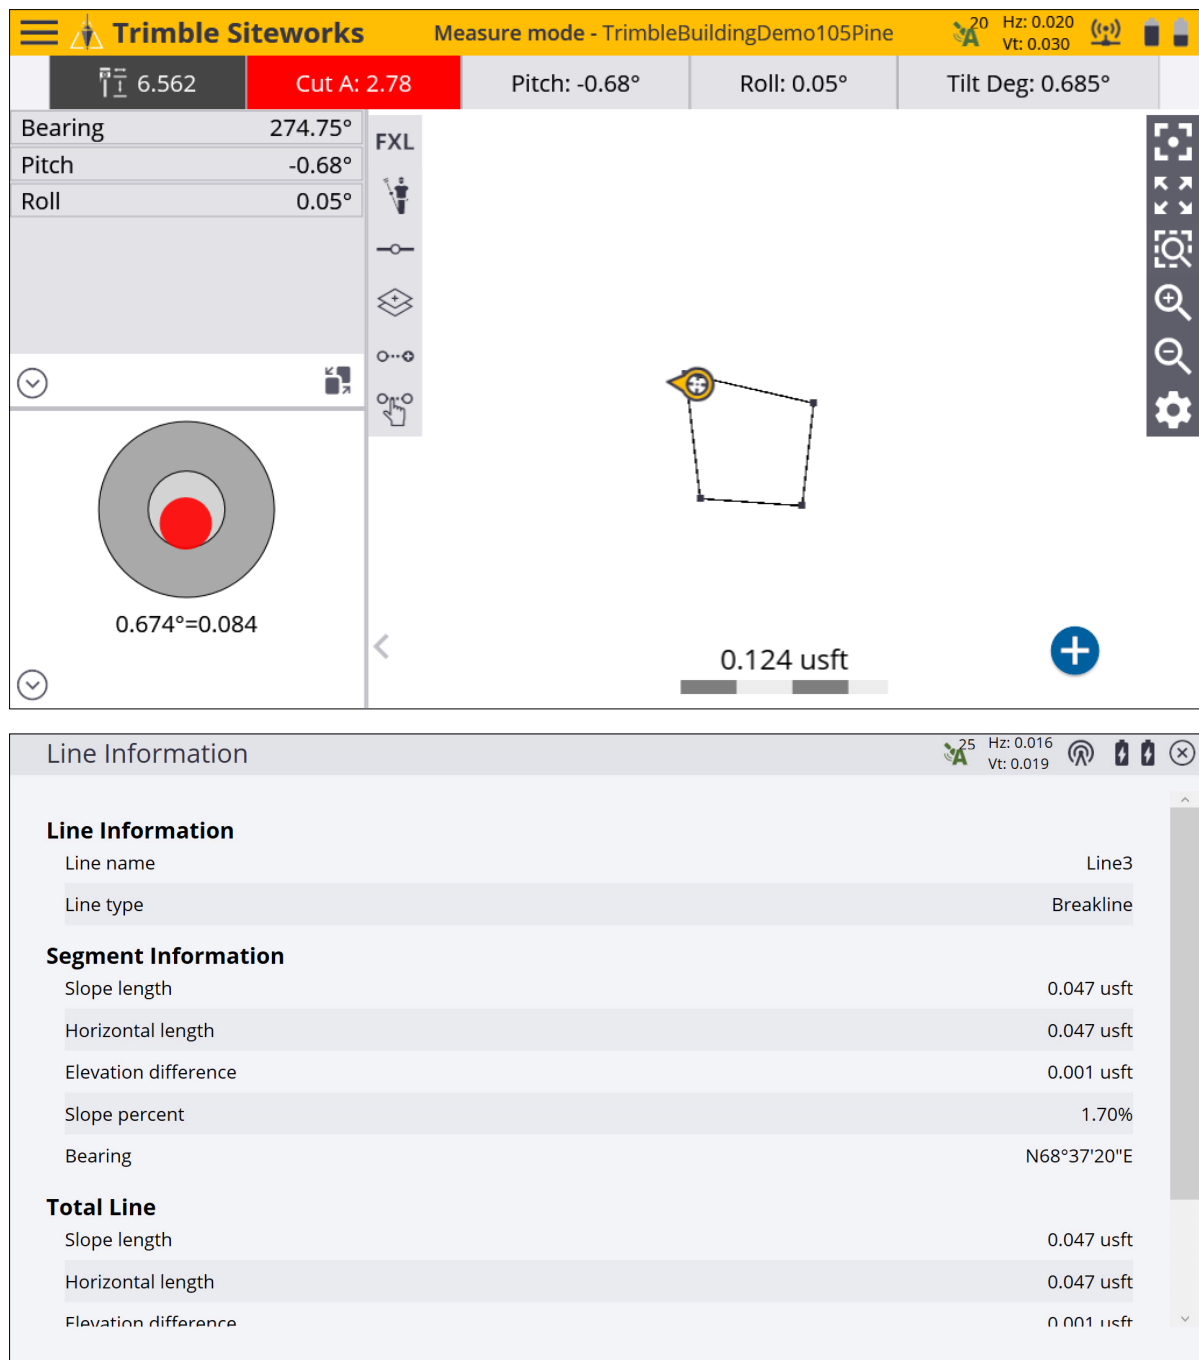 Trimble Siteworks
Measure mode - TrimbleBuildingDemo105Pine
20 Hz: 0.020
Vt: 0.030
6.562 Cut A: 2.78 Pitch: -0.68° Roll: 0.05° Tilt Deg: 0.685°
Bearing 274.75°
Pitch -0.68°
Roll 0.05°
FXL
0.674°=0.084
0.124 usft
Line Information
25 Hz: 0.016
Vt: 0.019
Line Information
Line name Line3
Line type Breakline
Segment Information
Slope length 0.047 usft
Horizontal length 0.047 usft
Elevation difference 0.001 usft
Slope percent 1.70%
Bearing N68°37'20"E
Total Line
Slope length 0.047 usft
Horizontal length 0.047 usft
Elevation difference 0.001 usft